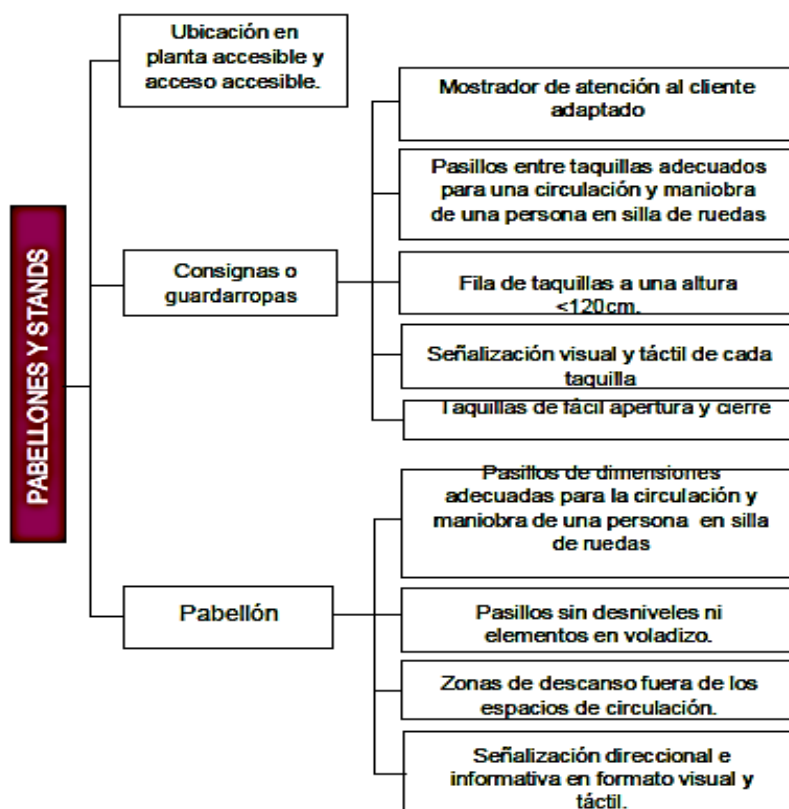 PABELLONES Y STANDS
Ubicación en
planta accesible y
acceso accesible.
Consignas o
guardarropas
Mostrador de atención al cliente
adaptado
Pasillos entre taquillas adecuados
para una circulación y maniobra
de una persona en silla de ruedas
Fila de taquillas a una altura
<120cm.
Señalización visual y táctil de cada
taquilla
Taquillas de fácil apertura y cierre
Pabellón
Pasillos de dimensiones
adecuadas para la circulación y
maniobra de una persona en silla
de ruedas
Pasillos sin desniveles ni
elementos en voladizo.
Zonas de descanso fuera de los
espacios de circulación.
Señalización direccional e
informativa en formato visual y
táctil.